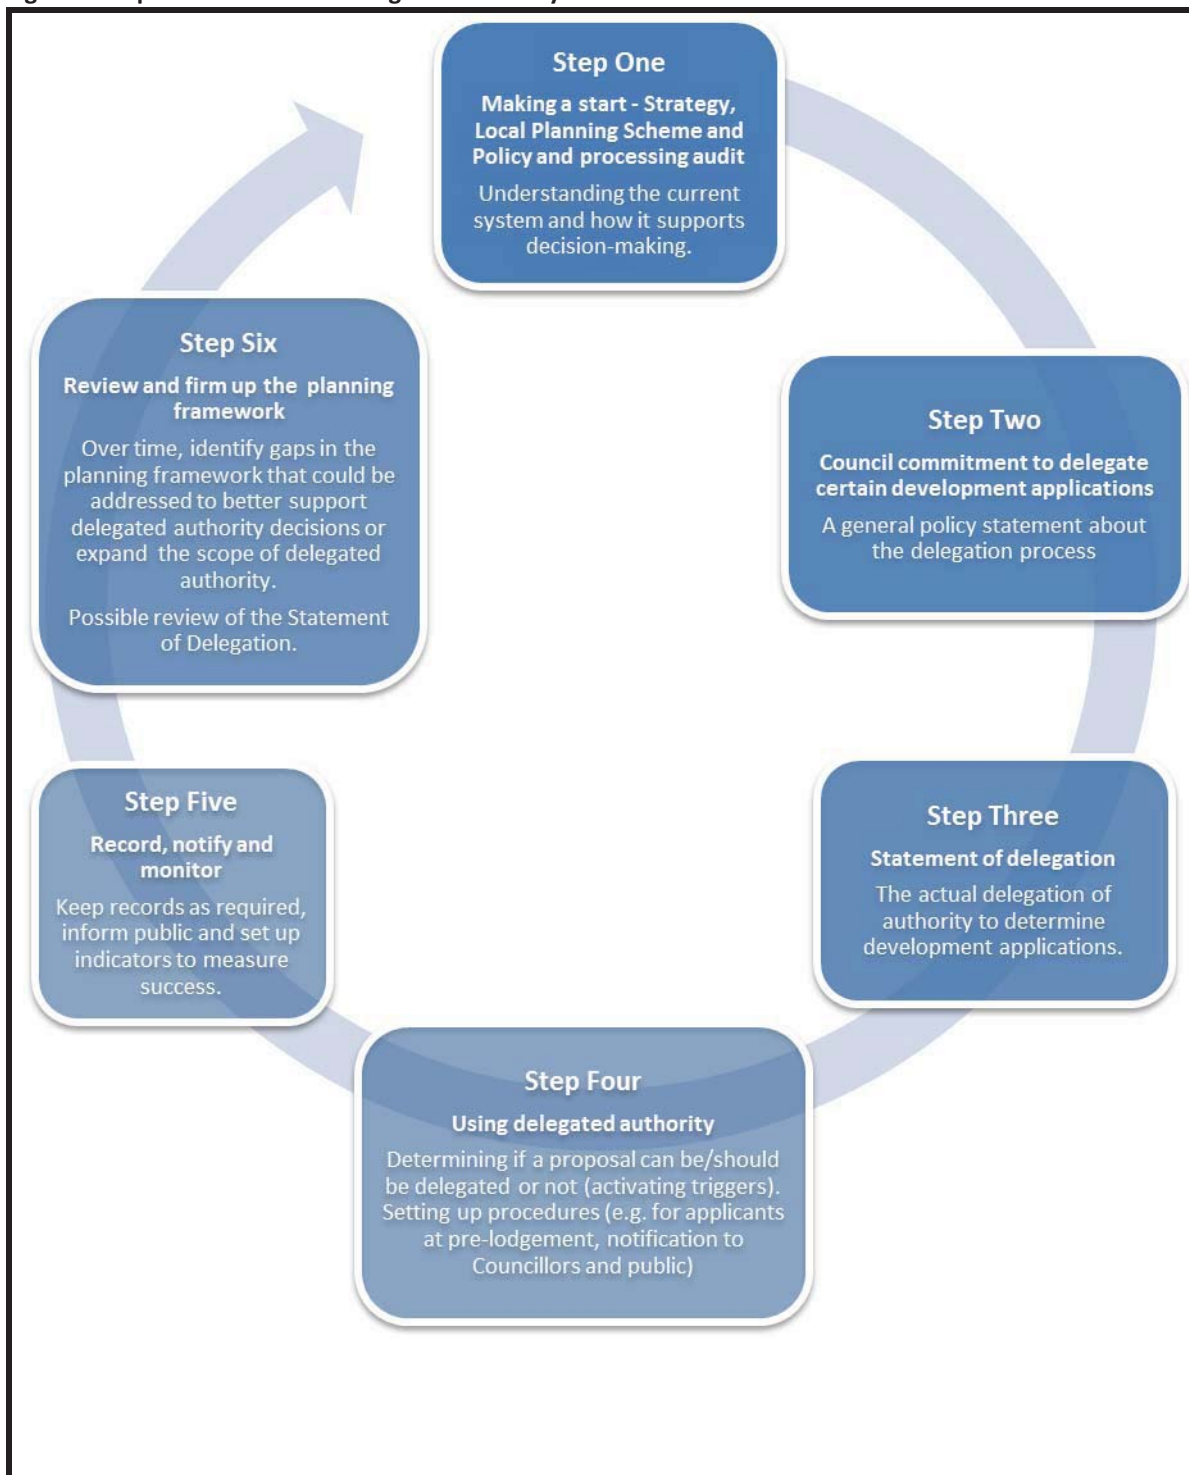 Step One
Making a start - Strategy,
Local Planning Scheme and
Policy and processing audit
Understanding the current
system and how it supports
decision-making.
Step Two
Council commitment to delegate
certain development applications
A general policy statement about
the delegation process
Step Three
Statement of delegation
The actual delegation of
authority to determine
development applications.
Step Four
Using delegated authority
Determining if a proposal can be/should
be delegated or not (activating triggers).
Setting up procedures (e.g. for applicants
at pre-lodgement, notification to
Councillors and public)
Step Five
Record, notify and
monitor
Keep records as required,
inform public and set up
indicators to measure
success.
Step Six
Review and firm up the planning
framework
Over time, identify gaps in the
planning framework that could be
addressed to better support
delegated authority decisions or
expand the scope of delegated
authority.
Possible review of the Statement
of Delegation.